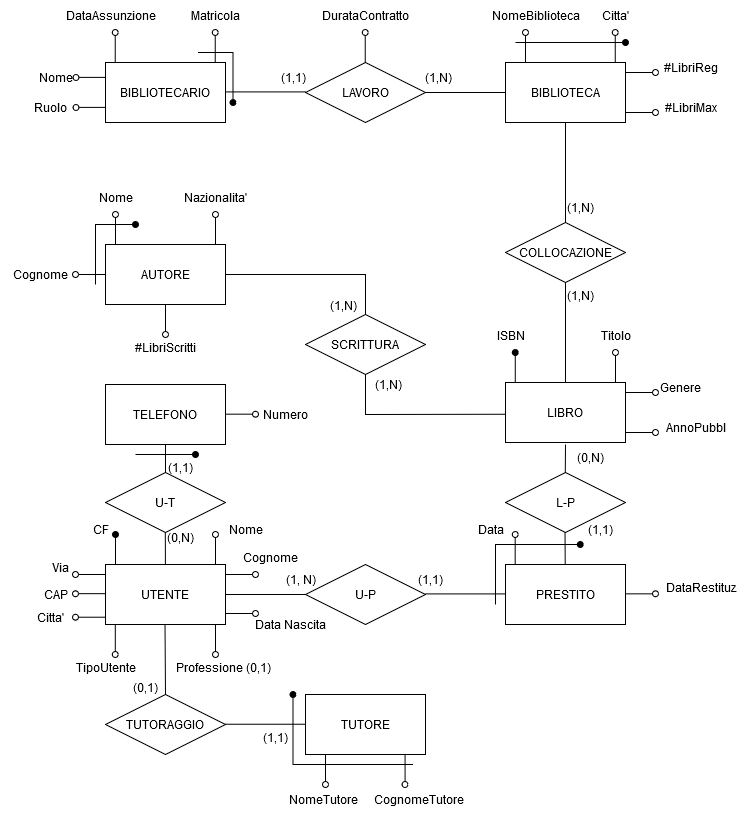 DataAssunzione
Matricola
DurataContratto
NomeBiblioteca
Citta'
Nome
BIBLIOTECARIO
(1,1)
LAVORO
(1,N)
BIBLIOTECA
#LibriReg
Ruolo
#LibriMax
Nome
Nazionalita'
(1,N)
COLLOCAZIONE
Cognome
AUTORE
(1,N)
(1,N)
#LibriScritti
SCRITTURA
ISBN
Titolo
(1,N)
Genere
TELEFONO
Numero
LIBRO
AnnoPubbl
(1,1)
(0,N)
U-T
L-P
CF
(0,N)
Nome
Data
(1,1)
Via
Cognome
CAP
UTENTE
(1, N)
U-P
(1,1)
PRESTITO
DataRestituz
Citta'
Data Nascita
TipoUtente
Professione (0,1)
(0,1)
TUTORAGGIO
(1,1)
TUTORE
NomeTutore
CognomeTutore